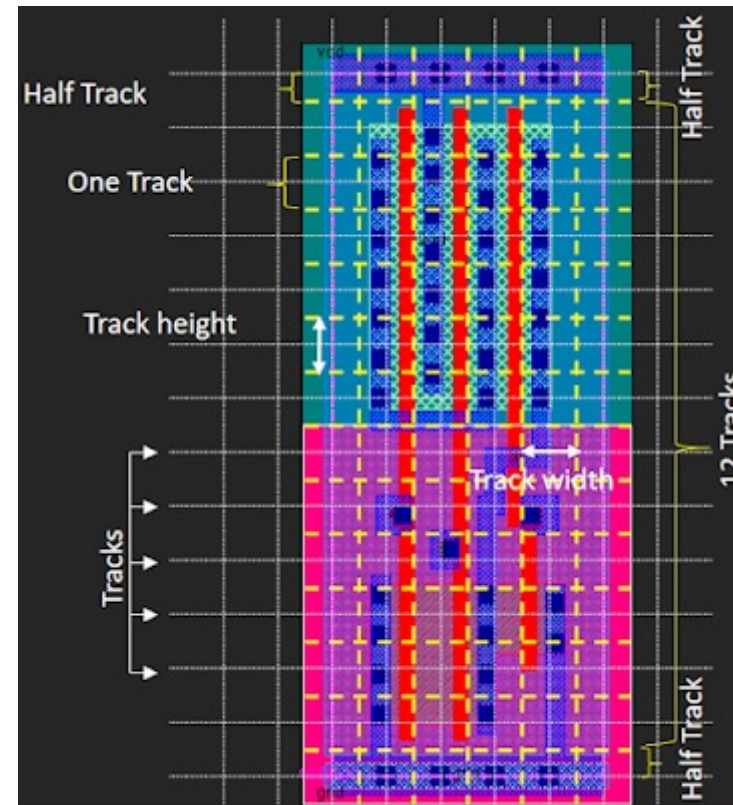 vdd
Half Track
Half Track
One Track
Track height
12 Tracks
Track width
Tracks
Half Track
gnd